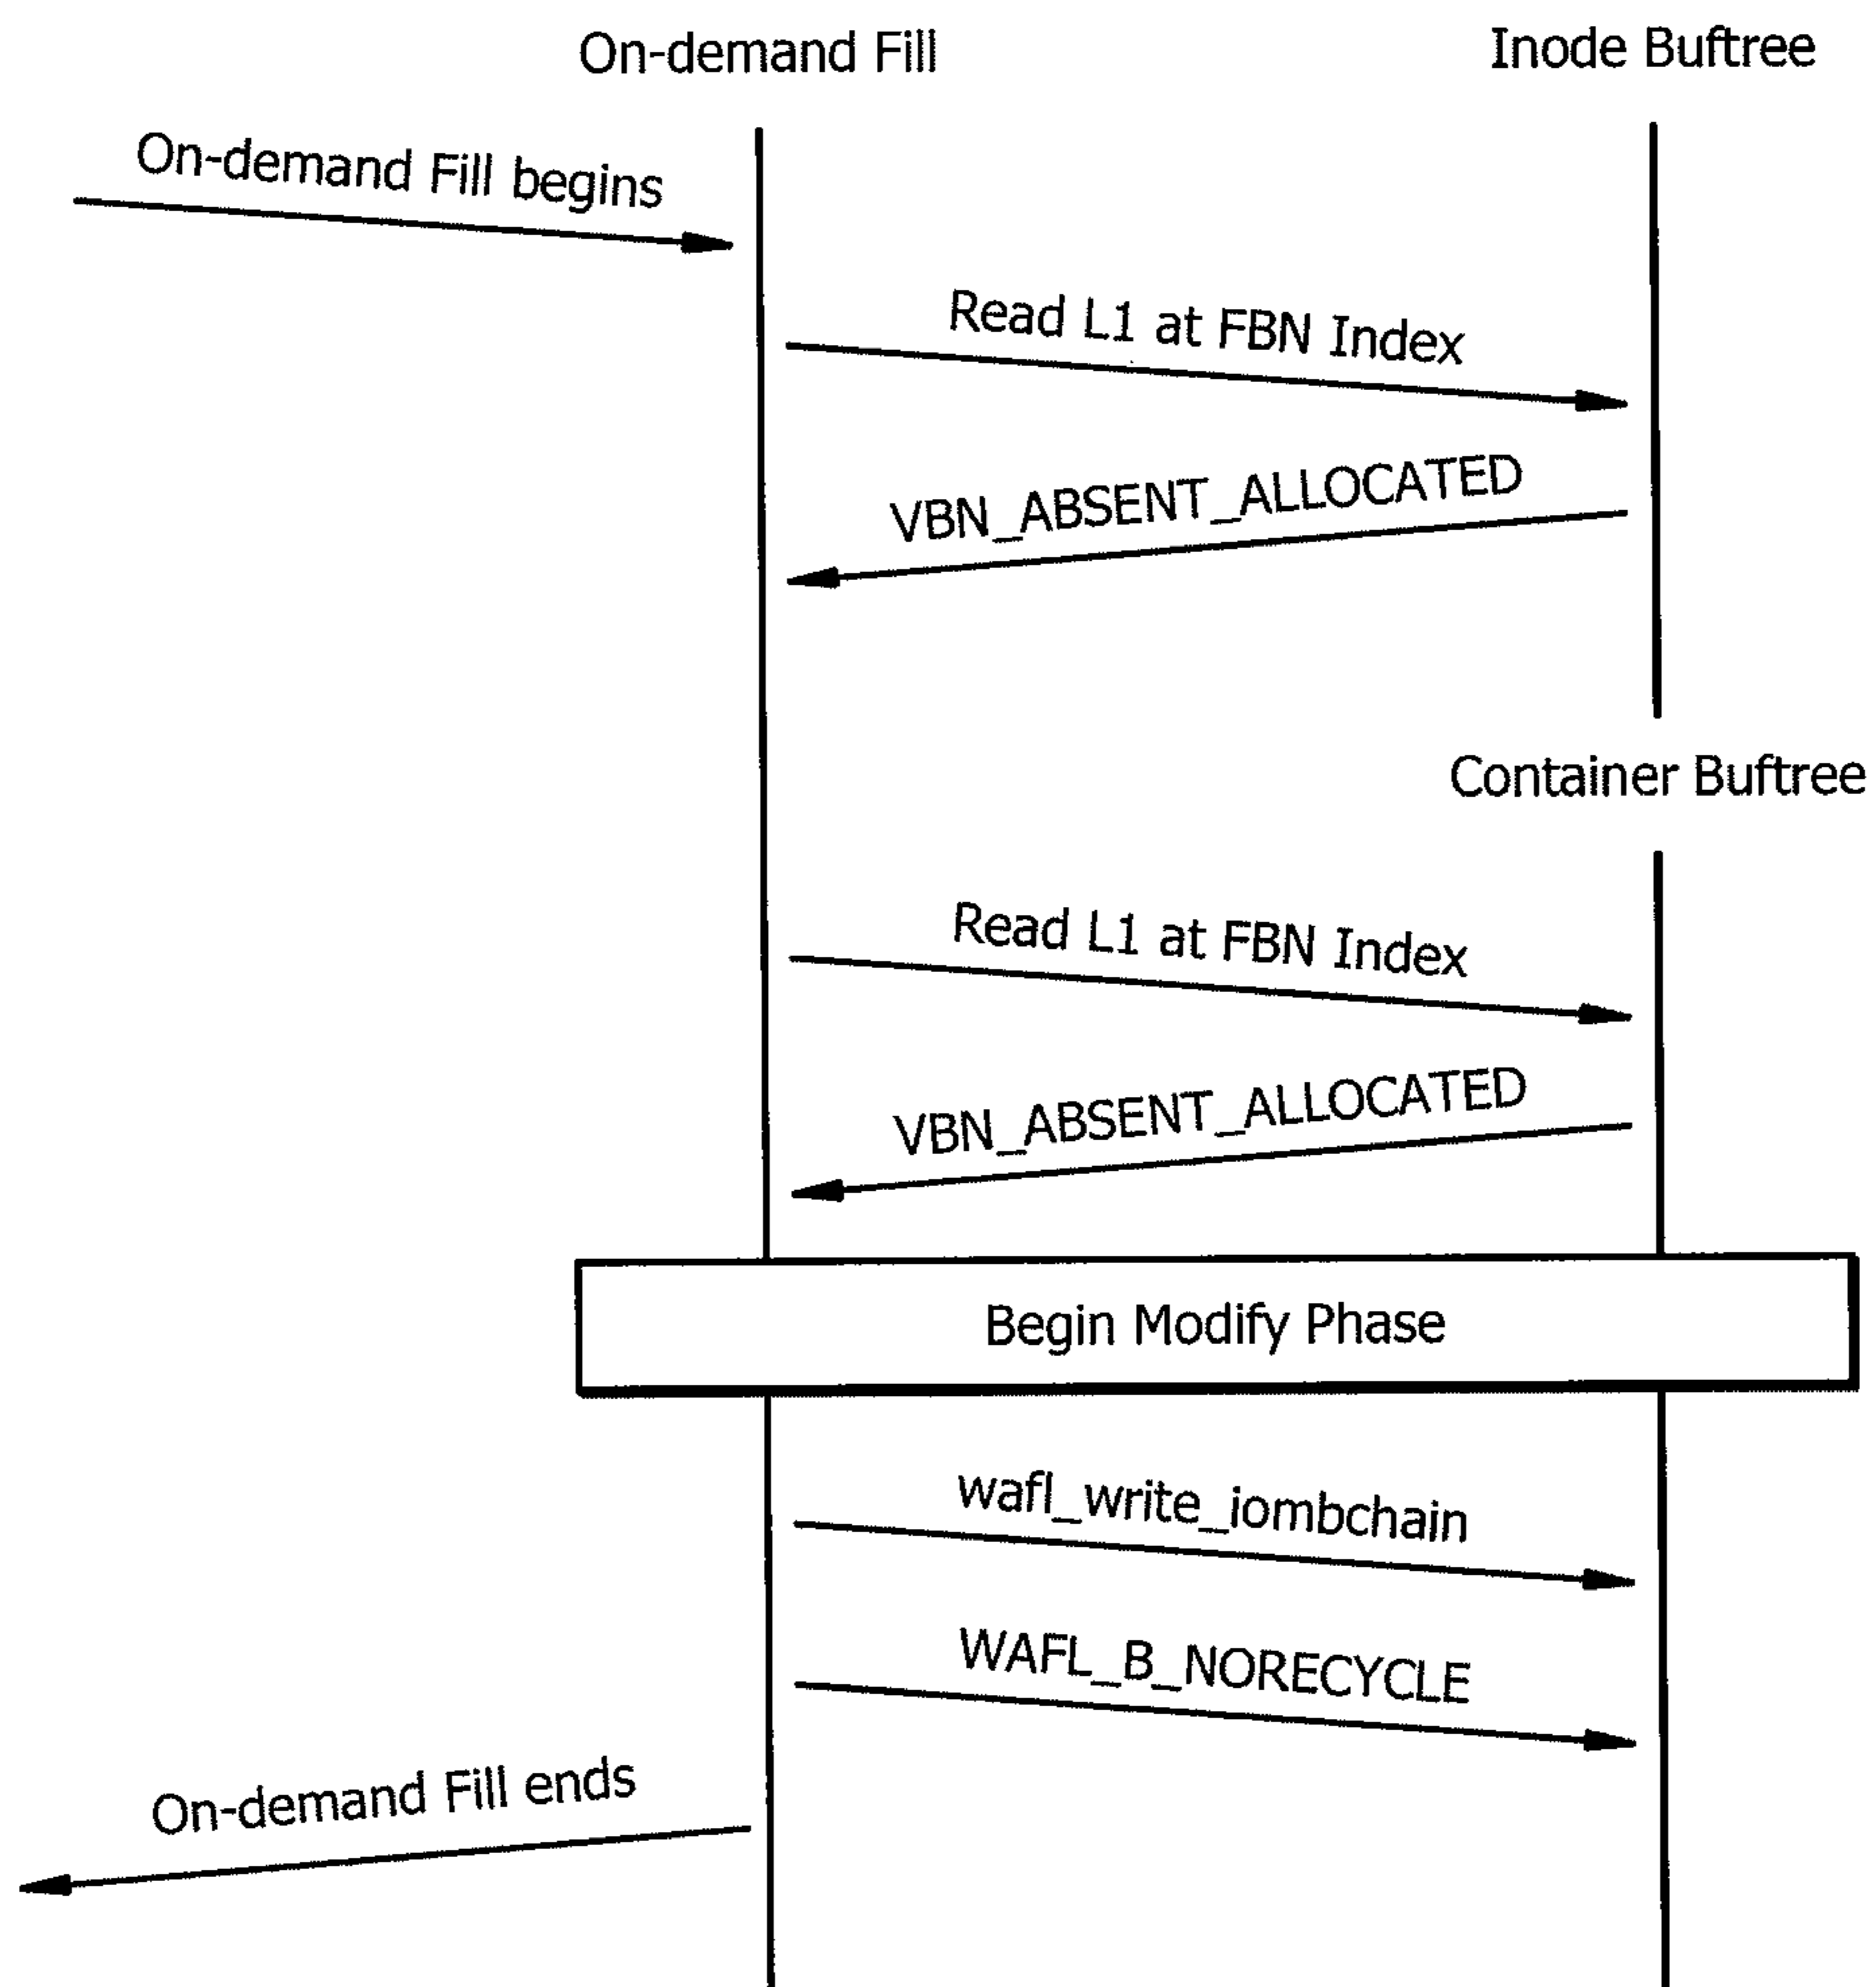 On-demand Fill
Inode Buftree
On-demand Fill begins
Read L1 at FBN Index
VBN_ABSENT_ALLOCATED
Container Buftree
Read L1 at FBN Index
VBN_ABSENT_ALLOCATED
Begin Modify Phase
wafl_write_iombchain
WAFL_B_NORECYCLE
On-demand Fill ends